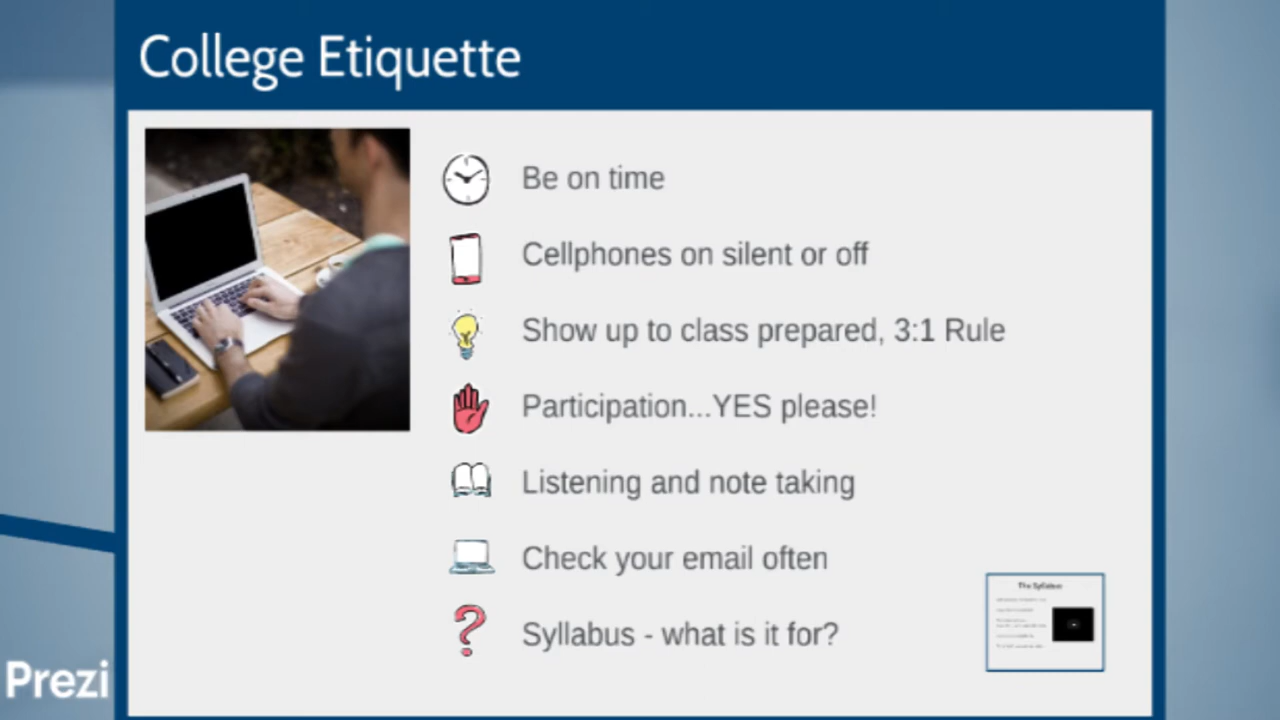 College Etiquette
Be on time
Cellphones on silent or off
Show up to class prepared, 3:1 Rule
Participation...YES please!
Listening and note taking
Check your email often
Syllabus - what is it for?
The Syllabus
Prezi